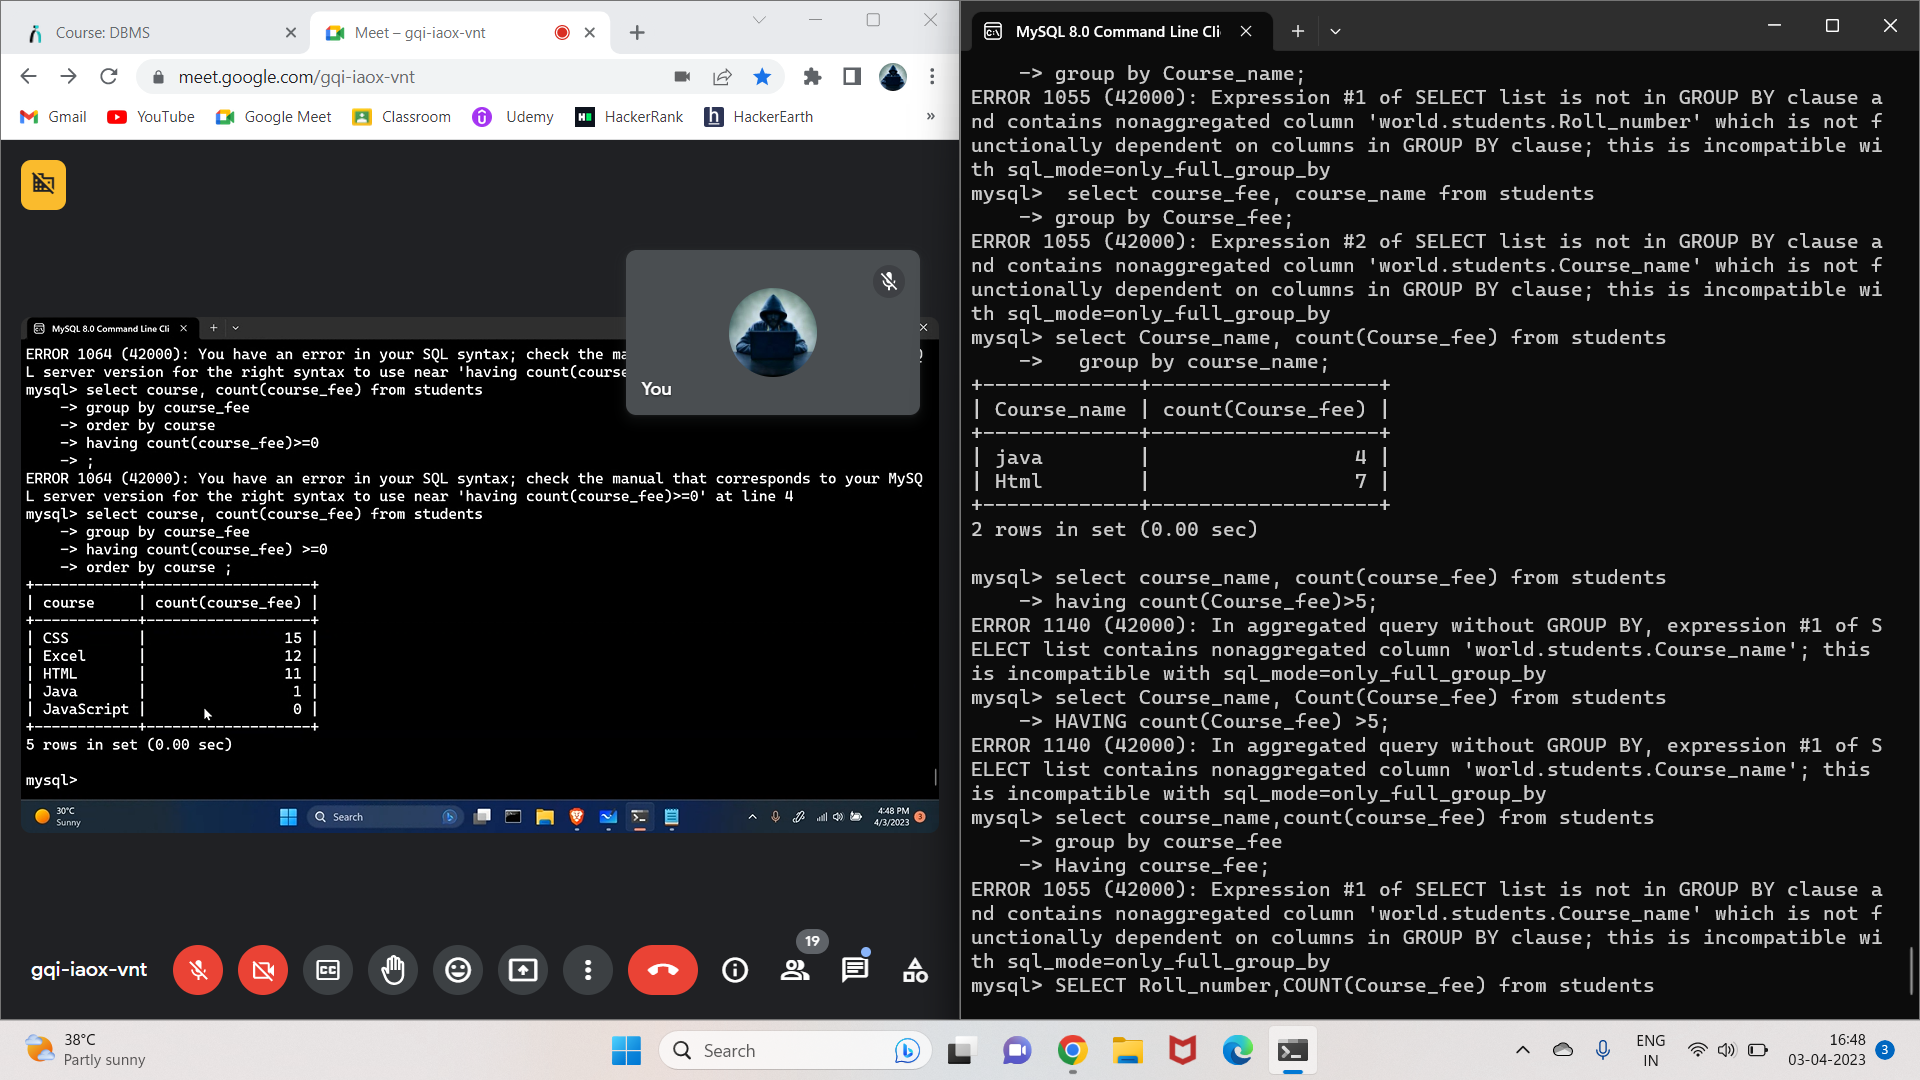 Course: DBMS
Meet – gqi-iaox-vnt
meet.google.com/gqi-iaox-vnt
Gmail
YouTube
Google Meet
Classroom
Udemy
HackerRank
HackerEarth
»
You
MySQL 8.0 Command Line Cli
ERROR 1064 (42000): You have an error in your SQL syntax; check the ma
L server version for the right syntax to use near 'having count(course
mysql> select course, count(course_fee) from students
-> group by course_fee
-> order by course
-> having count(course_fee)>=0
-> ;
ERROR 1064 (42000): You have an error in your SQL syntax; check the manual that corresponds to your MySQ
L server version for the right syntax to use near 'having count(course_fee)>=0' at line 4
mysql> select course, count(course_fee) from students
-> group by course_fee
-> having count(course_fee) >=0
-> order by course ;
+------------+-------------------+
| course | count(course_fee) |
+------------+-------------------+
| CSS | 15 |
| Excel | 12 |
| HTML | 11 |
| Java | 1 |
| JavaScript | 0 |
+------------+-------------------+
5 rows in set (0.00 sec)
mysql>
30°C
Sunny
Search
4:48 PM
4/3/2023
3
gqi-iaox-vnt
CC
19
MySQL 8.0 Command Line Cli
-> group by Course_name;
ERROR 1055 (42000): Expression #1 of SELECT list is not in GROUP BY clause a
nd contains nonaggregated column 'world.students.Roll_number' which is not f
unctionally dependent on columns in GROUP BY clause; this is incompatible wi
th sql_mode=only_full_group_by
mysql>  select course_fee, course_name from students
-> group by Course_fee;
ERROR 1055 (42000): Expression #2 of SELECT list is not in GROUP BY clause a
nd contains nonaggregated column 'world.students.Course_name' which is not f
unctionally dependent on columns in GROUP BY clause; this is incompatible wi
th sql_mode=only_full_group_by
mysql> select Course_name, count(Course_fee) from students
->   group by course_name;
+-------------+-------------------+
| Course_name | count(Course_fee) |
+-------------+-------------------+
| java | 4 |
| Html | 7 |
+-------------+-------------------+
2 rows in set (0.00 sec)
mysql> select course_name, count(course_fee) from students
-> having count(Course_fee)>5;
ERROR 1140 (42000): In aggregated query without GROUP BY, expression #1 of S
ELECT list contains nonaggregated column 'world.students.Course_name'; this
is incompatible with sql_mode=only_full_group_by
mysql> select Course_name, Count(Course_fee) from students
-> HAVING count(Course_fee) >5;
ERROR 1140 (42000): In aggregated query without GROUP BY, expression #1 of S
ELECT list contains nonaggregated column 'world.students.Course_name'; this
is incompatible with sql_mode=only_full_group_by
mysql> select course_name,count(course_fee) from students
-> group by course_fee
-> Having course_fee;
ERROR 1055 (42000): Expression #1 of SELECT list is not in GROUP BY clause a
nd contains nonaggregated column 'world.students.Course_name' which is not f
unctionally dependent on columns in GROUP BY clause; this is incompatible wi
th sql_mode=only_full_group_by
mysql> SELECT Roll_number,COUNT(Course_fee) from students
38°C
Partly sunny
Search
ENG
IN
16:48
03-04-2023
3